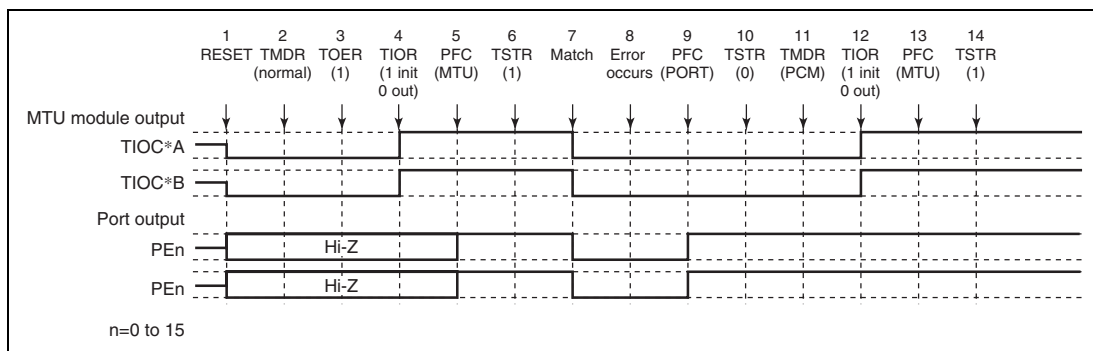 1 2 3 4 5 6 7 8 9 10 11 12 13 14
RESET TMDR TOER TIOR PFC TSTR Match Error PFC TSTR TMDR TIOR PFC TSTR
(normal) (1) (1 init (MTU) (1) occurs (PORT) (0) (PCM) (1 init (MTU) (1)
0 out) 0 out)
MTU module output
TIOC*A
TIOC*B
Port output
PEn Hi-Z
PEn Hi-Z
n=0 to 15